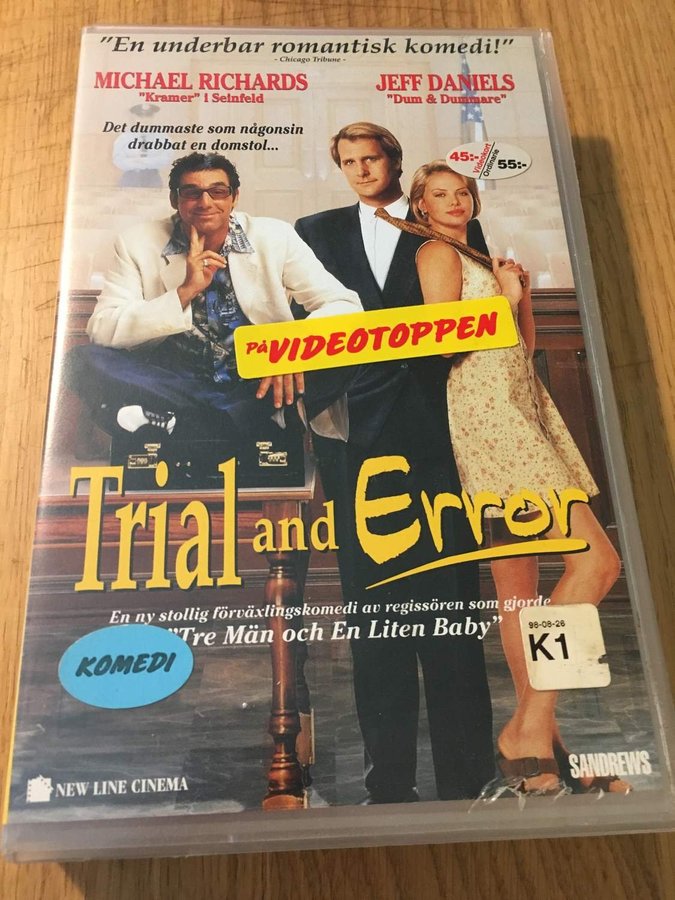 "En underbar romantisk komedi!"
- Chicago Tribune -
MICHAEL RICHARDS
"Kramer" i Seinfeld
JEFF DANIELS
"Dum & Dummare"
Det dummaste som någonsin
drabbat en domstol...
45:-
Videokort
Ordinarie
55:-
På VIDEOTOPPEN
Trial and Error
En ny stollig förväxlingskomedi av regissören som gjorde
"Tre Män och En Liten Baby"
KOMEDI
98-08-26
K1
NEW LINE CINEMA
SANDREWS